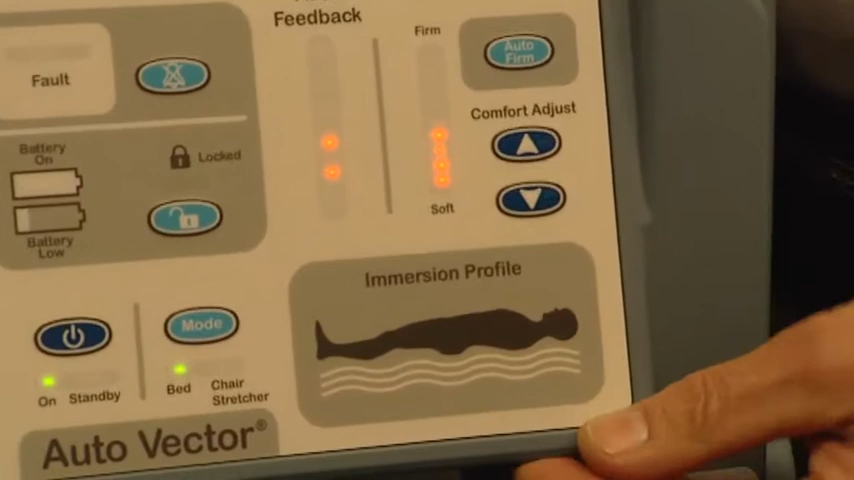 Feedback
Firm
Auto
Firm
Fault
Comfort Adjust
Battery
On
Locked
Soft
Battery
Low
Immersion Profile
Mode
On Standby
Bed Chair
Stretcher
Auto Vector®